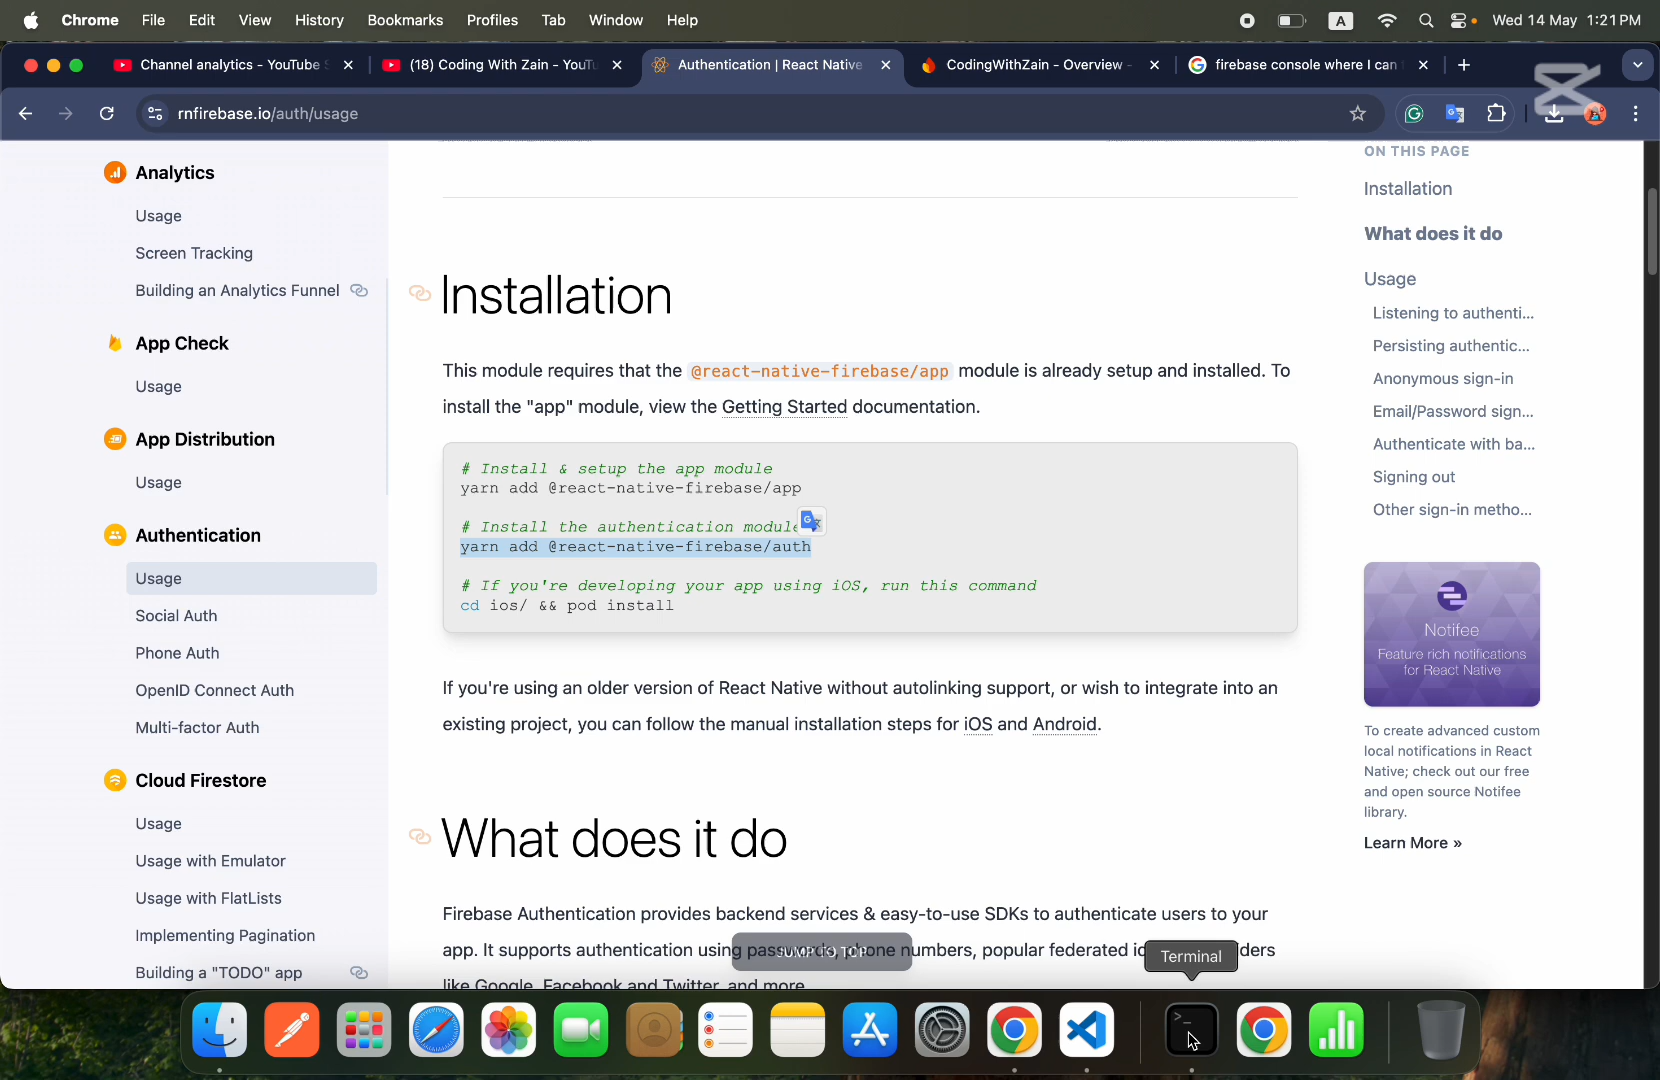 Chrome File Edit View History Bookmarks Profiles Tab Window Help A Wed 14 May 1:21 PM
Channel analytics - YouTube (18) Coding With Zain - YouTu Authentication | React Native CodingWithZain - Overview - firebase console where I can
rnfirebase.io/auth/usage
Analytics
Usage
Screen Tracking
Building an Analytics Funnel
App Check
Usage
App Distribution
Usage
Authentication
Usage
Social Auth
Phone Auth
OpenID Connect Auth
Multi-factor Auth
Cloud Firestore
Usage
Usage with Emulator
Usage with FlatLists
Implementing Pagination
Building a "TODO" app
Installation
This module requires that the @react-native-firebase/app module is already setup and installed. To
install the "app" module, view the Getting Started documentation.
# Install & setup the app module
yarn add @react-native-firebase/app
# Install the authentication module
yarn add @react-native-firebase/auth
# If you're developing your app using iOS, run this command
cd ios/ && pod install
If you're using an older version of React Native without autolinking support, or wish to integrate into an
existing project, you can follow the manual installation steps for iOS and Android.
What does it do
Firebase Authentication provides backend services & easy-to-use SDKs to authenticate users to your
app. It supports authentication using passwords, phone numbers, popular federated
JUMP TO TOP
like Google, Facebook and Twitter, and more.
Terminal
ON THIS PAGE
Installation
What does it do
Usage
Listening to authenti...
Persisting authentic...
Anonymous sign-in
Email/Password sign...
Authenticate with ba...
Signing out
Other sign-in metho...
Notifee
Feature rich notifications
for React Native
To create advanced custom
local notifications in React
Native; check out our free
and open source Notifee
library.
Learn More »